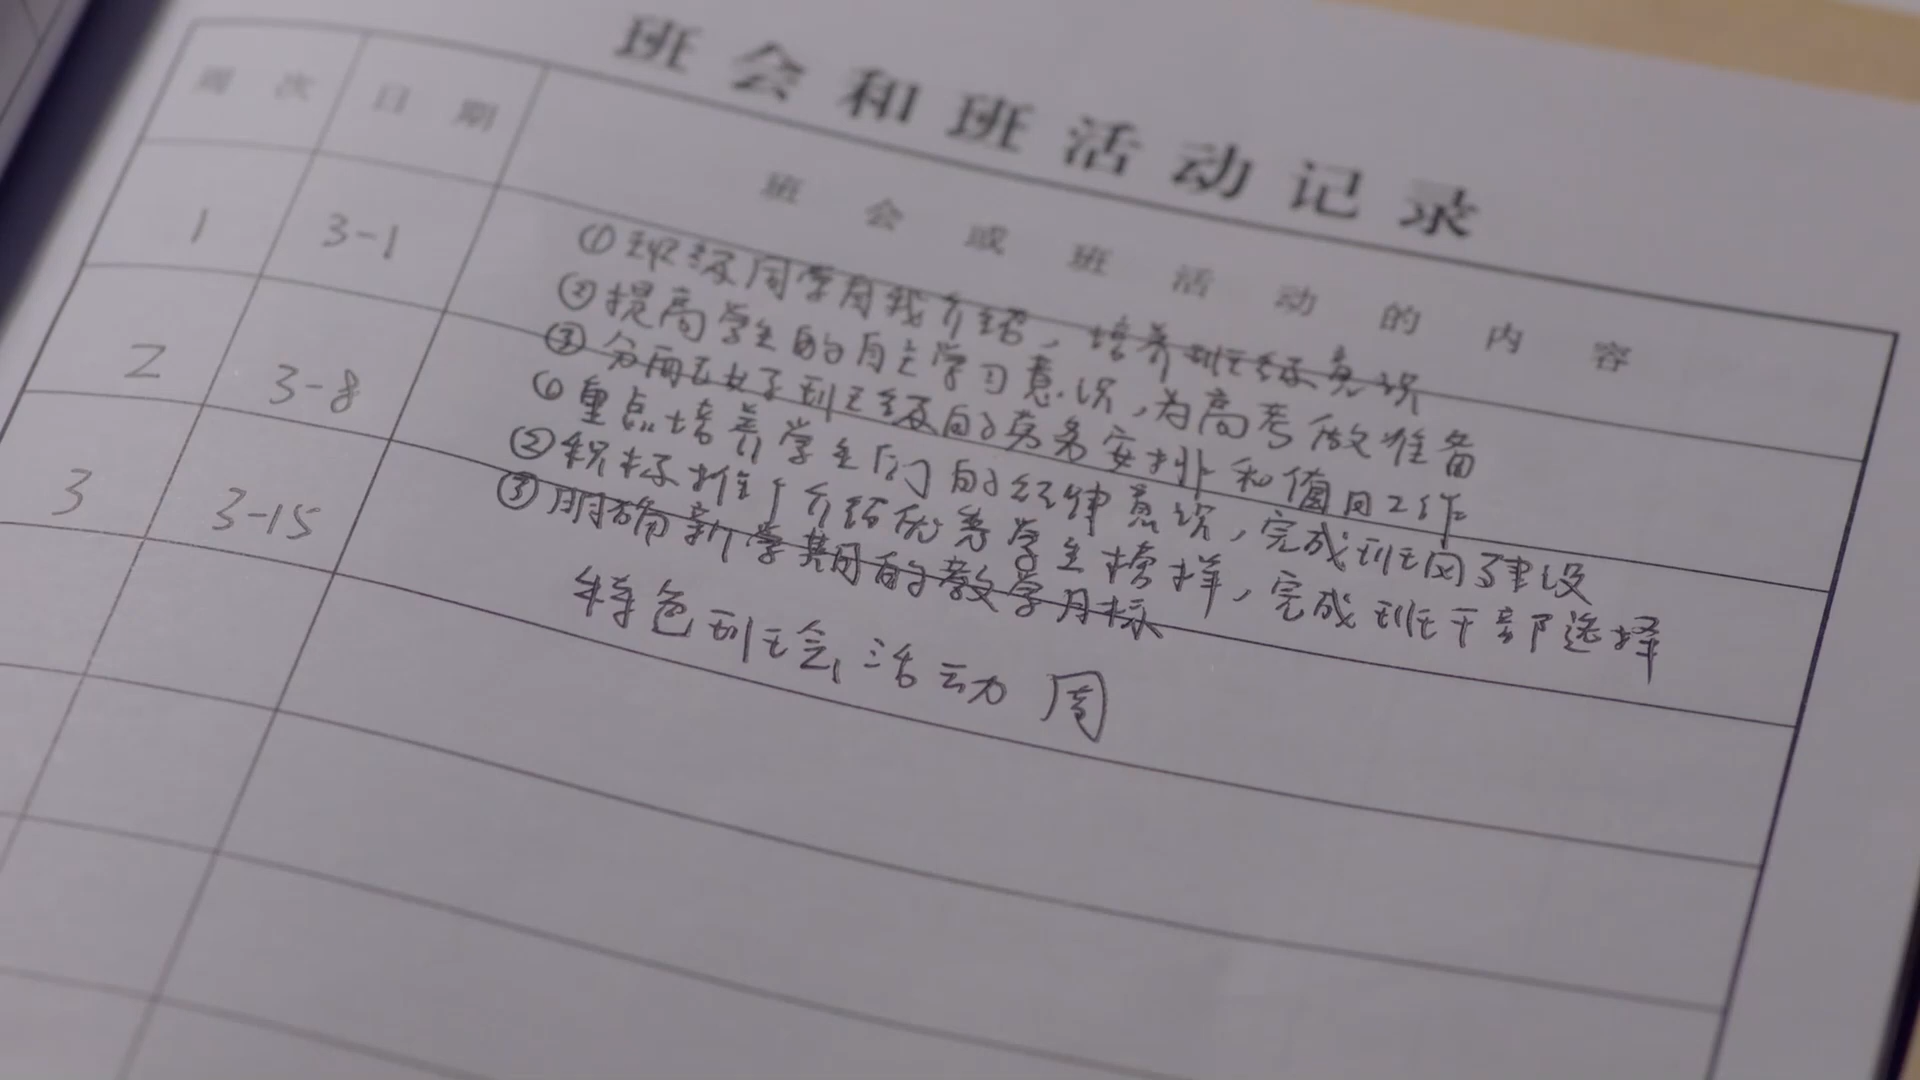 班会和班活动记录
周次 日期 班会或班活动的内容
1 3-1 ①班级同学自我介绍，培养班级意识
②提高学生的自主学习意识，为高考做准备
③分配班级的劳务安排和值日工作
2 3-8 ①重点培养学生们的纪律意识，完成班风建设
②积极推介优秀学生榜样，完成班干部选择
③明确新学期的教学目标
3 3-15 特色班会活动周